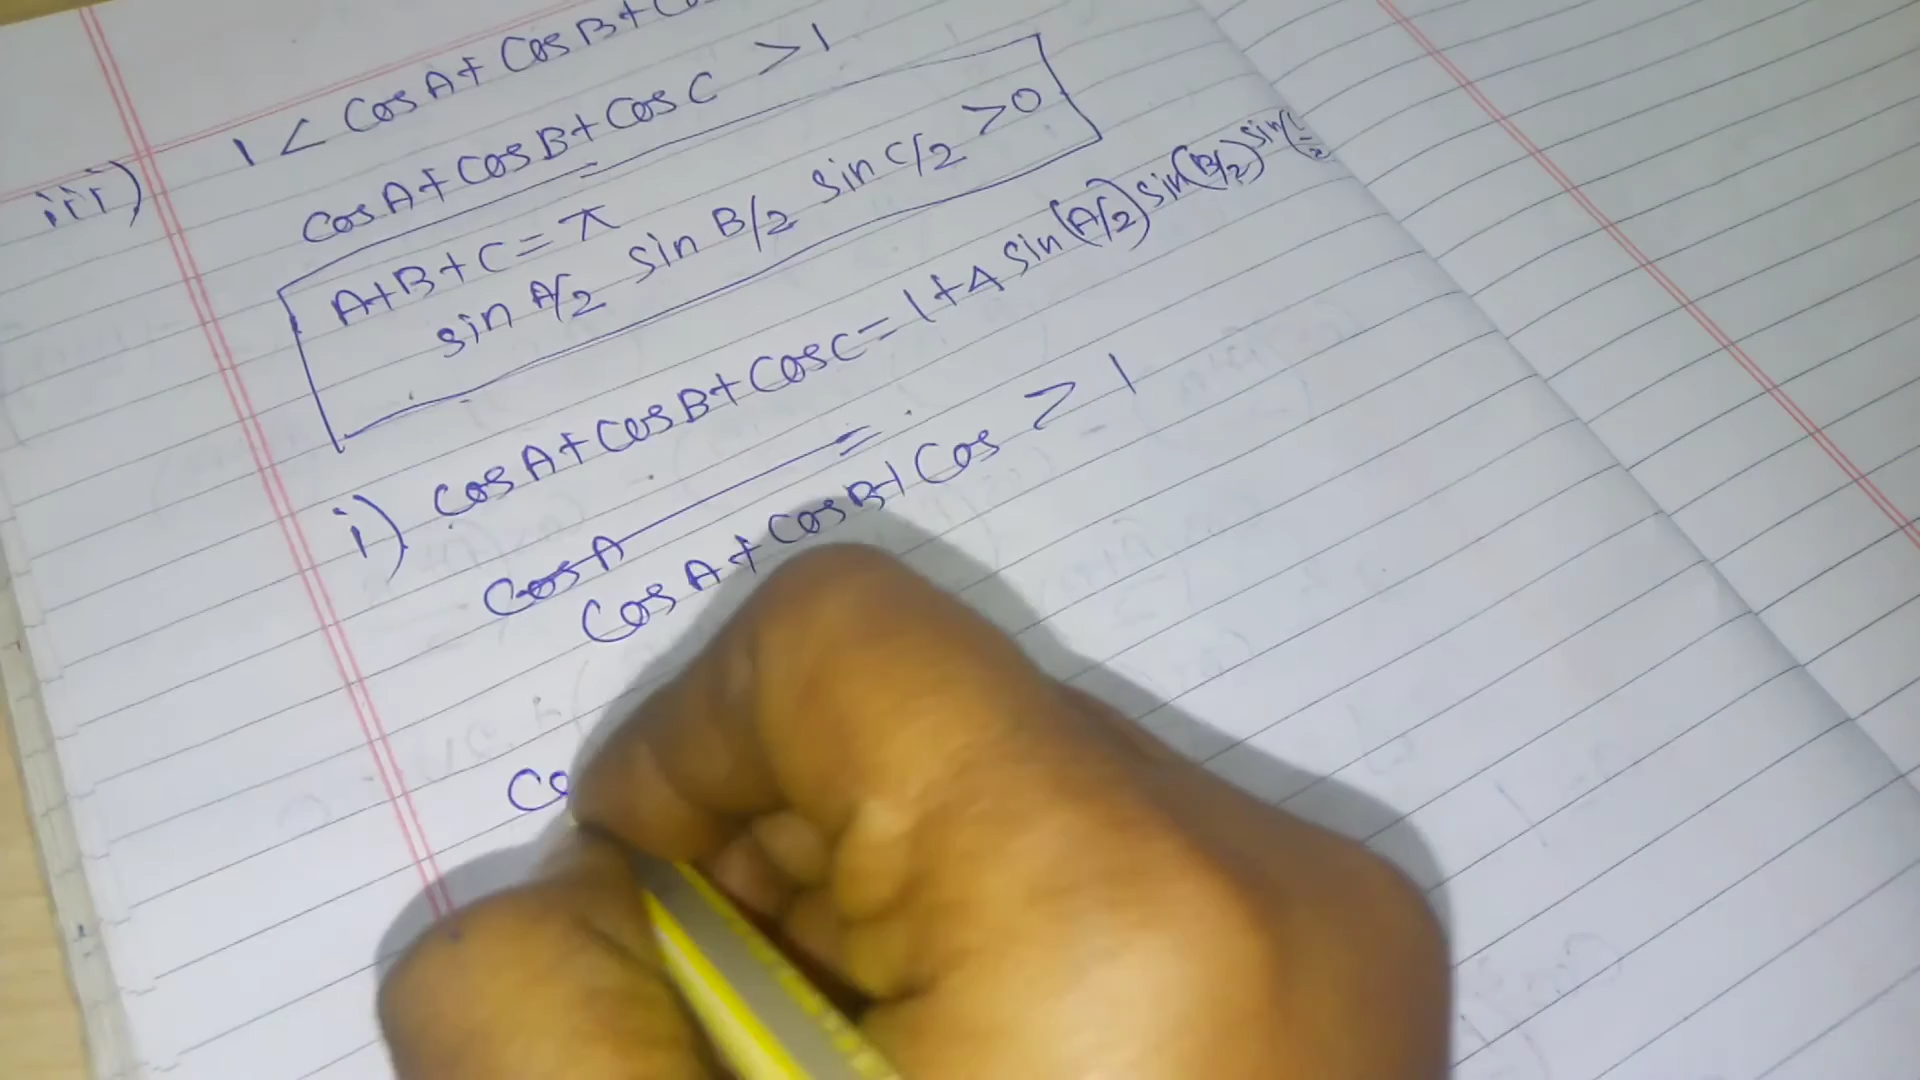 iii) 1 < cos A + cos B + 
cos A + cos B + cos C > 1
A + B + C = π
sin A/2 sin B/2 sin C/2 > 0
i) cos A + cos B + cos C = 1 + 4 sin(A/2) sin(B/2) sin(
cos A =
cos A + cos B + cos > 1